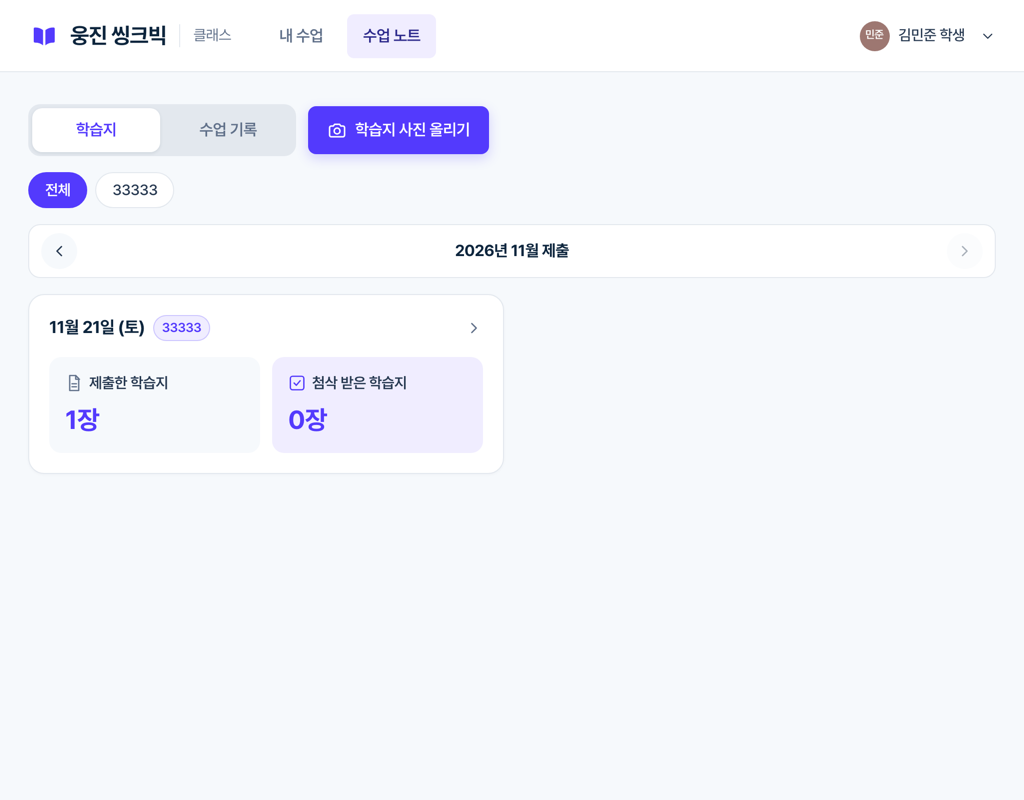 웅진 씽크빅 클래스 내 수업 수업 노트 민준 김민준 학생
학습지 수업 기록 학습지 사진 올리기
전체 33333
2026년 11월 제출
11월 21일 (토) 33333
제출한 학습지 첨삭 받은 학습지
1장 0장